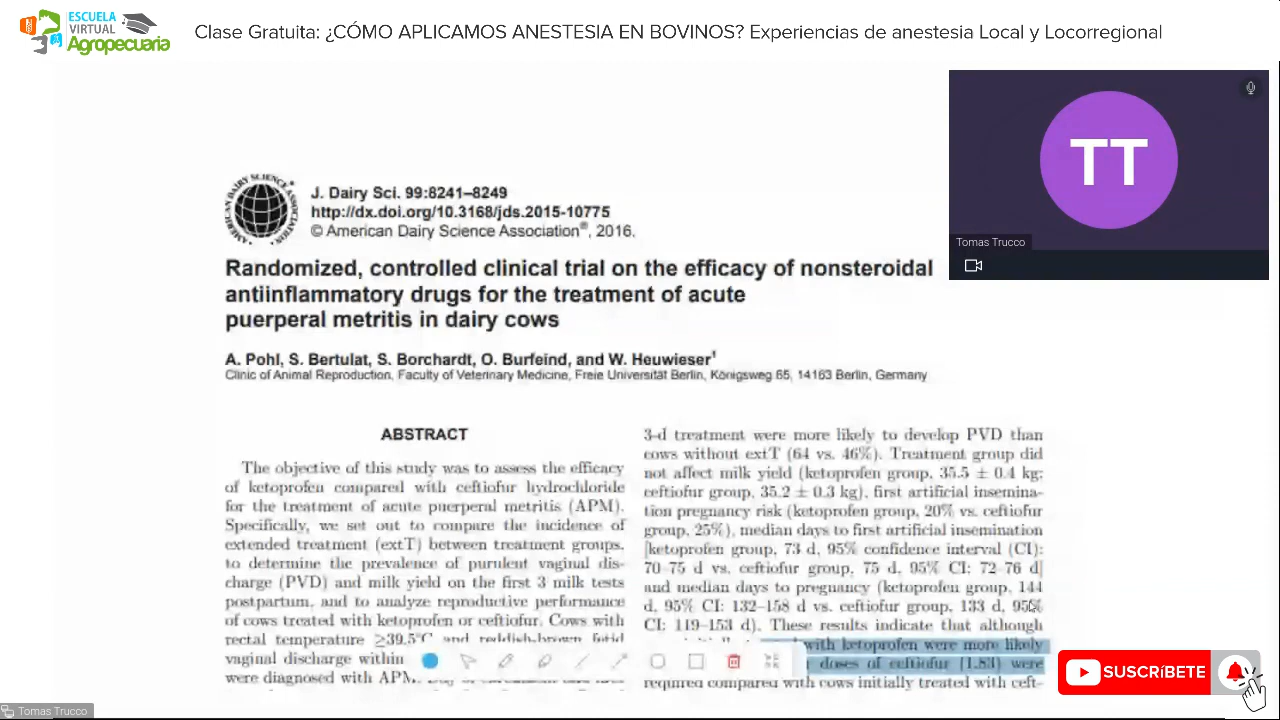 ESCUELA
VIRTUAL
Agropecuaria
Clase Gratuita: ¿CÓMO APLICAMOS ANESTESIA EN BOVINOS? Experiencias de anestesia Local y Locorregional
TT
Tomas Trucco
AMERICAN DAIRY SCIENCE ASSOCIATION
J. Dairy Sci. 99:8241–8249
http://dx.doi.org/10.3168/jds.2015-10775
© American Dairy Science Association®, 2016.
Randomized, controlled clinical trial on the efficacy of nonsteroidal
antiinflammatory drugs for the treatment of acute
puerperal metritis in dairy cows
A. Pohl, S. Bertulat, S. Borchardt, O. Burfeind, and W. Heuwieser¹
Clinic of Animal Reproduction, Faculty of Veterinary Medicine, Freie Universität Berlin, Königsweg 65, 14163 Berlin, Germany
ABSTRACT
The objective of this study was to assess the efficacy
of ketoprofen compared with ceftiofur hydrochloride
for the treatment of acute puerperal metritis (APM).
Specifically, we set out to compare the incidence of
extended treatment (extT) between treatment groups,
to determine the prevalence of purulent vaginal dis-
charge (PVD) and milk yield on the first 3 milk tests
postpartum, and to analyze reproductive performance
of cows treated with ketoprofen or ceftiofur. Cows with
rectal temperature ≥39.5°C and reddish-brown fetid
vaginal discharge within
were diagnosed with APM.
3-d treatment were more likely to develop PVD than
cows without extT (64 vs. 46%). Treatment group did
not affect milk yield (ketoprofen group, 35.5 ± 0.4 kg;
ceftiofur group, 35.2 ± 0.3 kg), first artificial insemina-
tion pregnancy risk (ketoprofen group, 20% vs. ceftiofur
group, 25%), median days to first artificial insemination
[ketoprofen group, 73 d, 95% confidence interval (CI):
70–75 d vs. ceftiofur group, 75 d, 95% CI: 72–76 d]
and median days to pregnancy (ketoprofen group, 144
d, 95% CI: 132–158 d vs. ceftiofur group, 133 d, 95%
CI: 119–153 d). These results indicate that although
with ketoprofen were more likely
doses of ceftiofur (1.83) were
required compared with cows initially treated with ceft-
SUSCRíBETE
Tomas Trucco